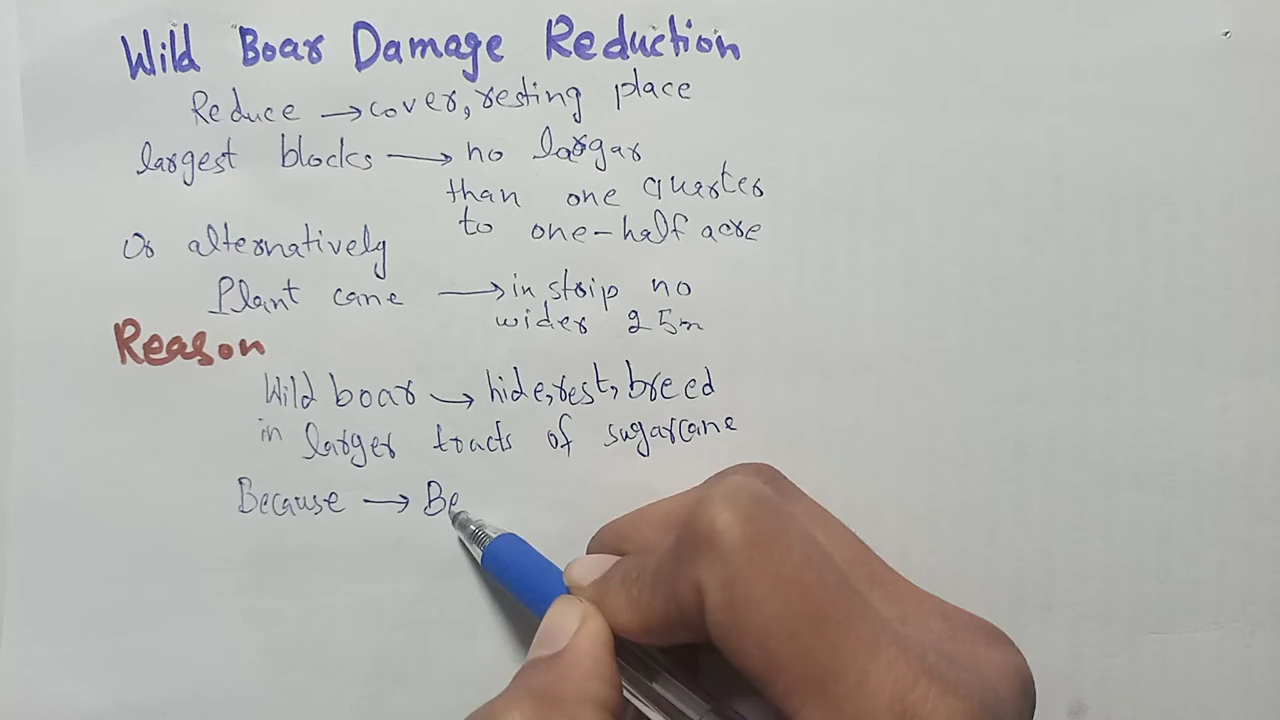 Wild Boar Damage Reduction
Reduce → cover, resting place
largest blocks → no largar
than one quarter
to one-half acre
Or alternatively
Plant cane → in strip no
wider 25m
Reason
Wild boar → hide, rest, breed
in larger tracts of sugarcane
Because → Be